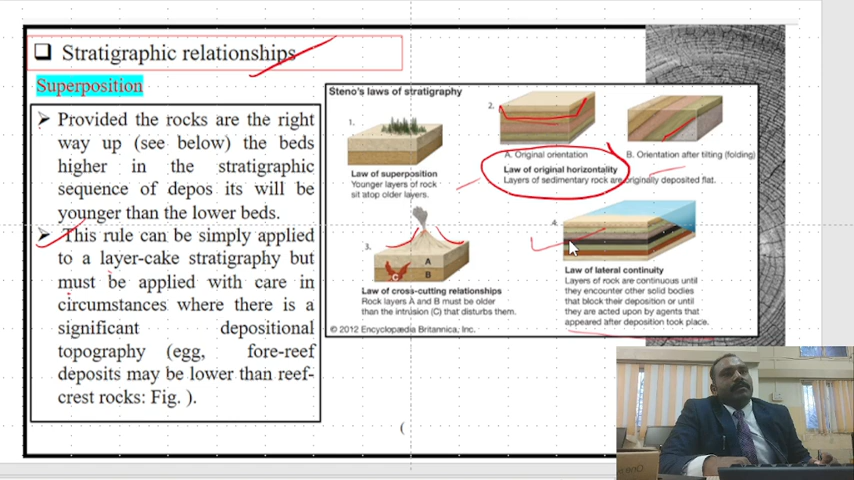 Stratigraphic relationships
Superposition
Provided the rocks are the right
way up (see below) the beds
higher in the stratigraphic
sequence of depos its will be
younger than the lower beds.
This rule can be simply applied
to a layer-cake stratigraphy but
must be applied with care in
circumstances where there is a
significant depositional
topography (egg, fore-reef
deposits may be lower than reef-
crest rocks: Fig. ).
Steno's laws of stratigraphy
1.
Law of superposition
Younger layers of rock
sit atop older layers.
2.
A. Original orientation
B. Orientation after tilting (folding)
Law of original horizontality
Layers of sedimentary rock are originally deposited flat.
3.
A
B
C
Law of cross-cutting relationships
Rock layers A and B must be older
than the intrusion (C) that disturbs them.
4.
Law of lateral continuity
Layers of rock are continuous until
they encounter other solid bodies
that block their deposition or until
they are acted upon by agents that
appeared after deposition took place.
© 2012 Encyclopædia Britannica, Inc.
(